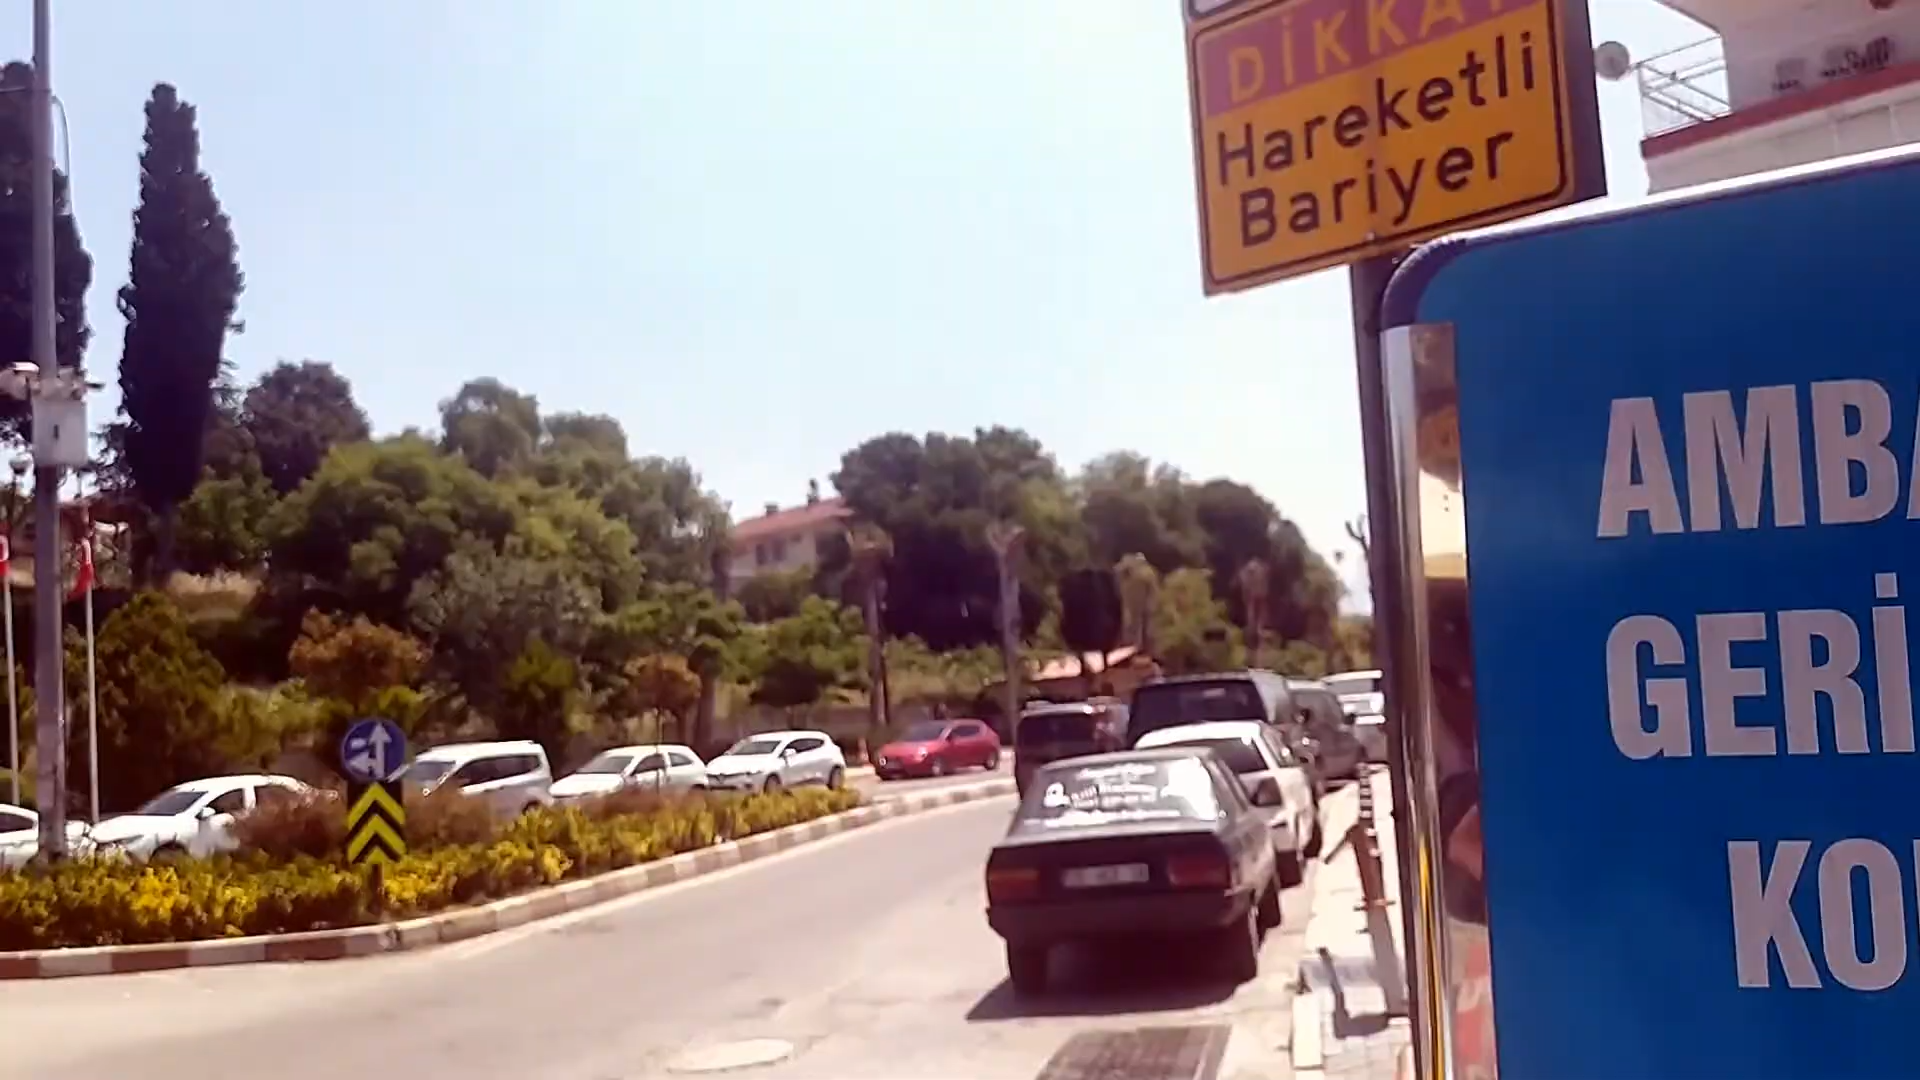 DİKKAT
Hareketli
Bariyer
AMBA
GERİ
KO